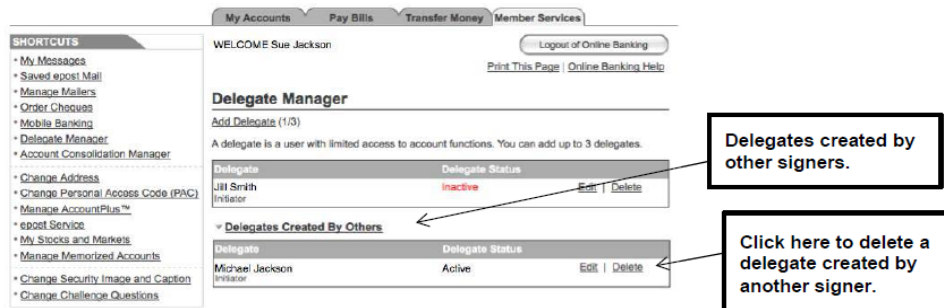 My Accounts Pay Bills Transfer Money Member Services
SHORTCUTS
• My Messages
• Saved epost Mail
• Manage Mailers
• Order Cheques
• Mobile Banking
• Delegate Manager
• Account Consolidation Manager
• Change Address
• Change Personal Access Code (PAC)
• Manage AccountPlus™
• epost Service
• My Stocks and Markets
• Manage Memorized Accounts
• Change Security Image and Caption
• Change Challenge Questions
WELCOME Sue Jackson
Logout of Online Banking
Print This Page | Online Banking Help
Delegate Manager
Add Delegate (1/3)
A delegate is a user with limited access to account functions. You can add up to 3 delegates.
Delegate Delegate Status
Jill Smith Inactive Edit | Delete
Initiator
Delegates Created By Others
Delegate Delegate Status
Michael Jackson Active Edit | Delete
Initiator
Delegates created by
other signers.
Click here to delete a
delegate created by
another signer.